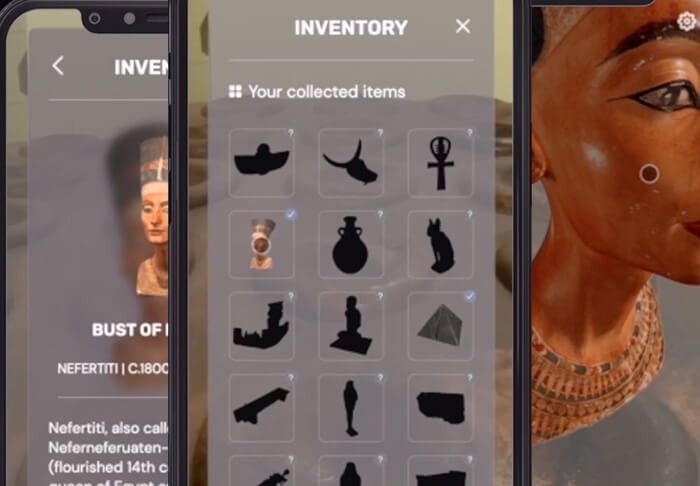 INVEN
BUST OF
NEFERTITI | C.1800
Nefertiti, also call
Neferneferuaten-
(flourished 14th c
queen of Egypt
INVENTORY
Your collected items
?
?
?
?
?
?
?
?
?
?
?
?
?